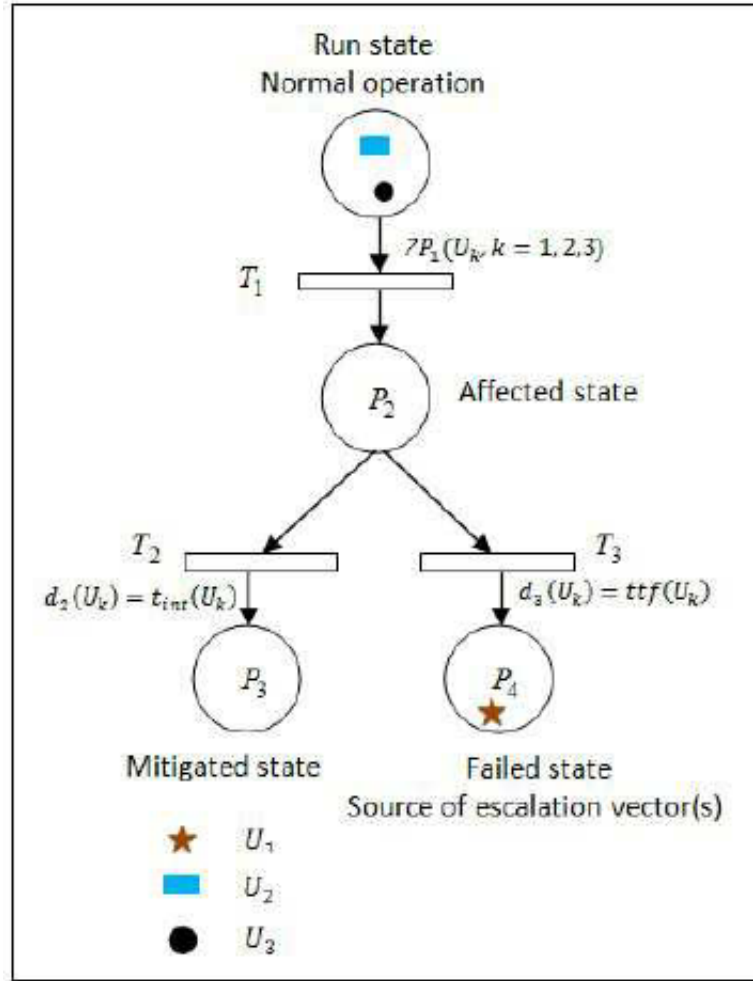 Run state
Normal operation
?P₁(Uₖ, k = 1, 2, 3)
T₁
P₂
Affected state
T₂
T₃
d₂(Uₖ) = tᵢₙₜ(Uₖ)
d₃(Uₖ) = ttf(Uₖ)
P₃
P₄
Mitigated state
Failed state
Source of escalation vector(s)
U₁
U₂
U₃